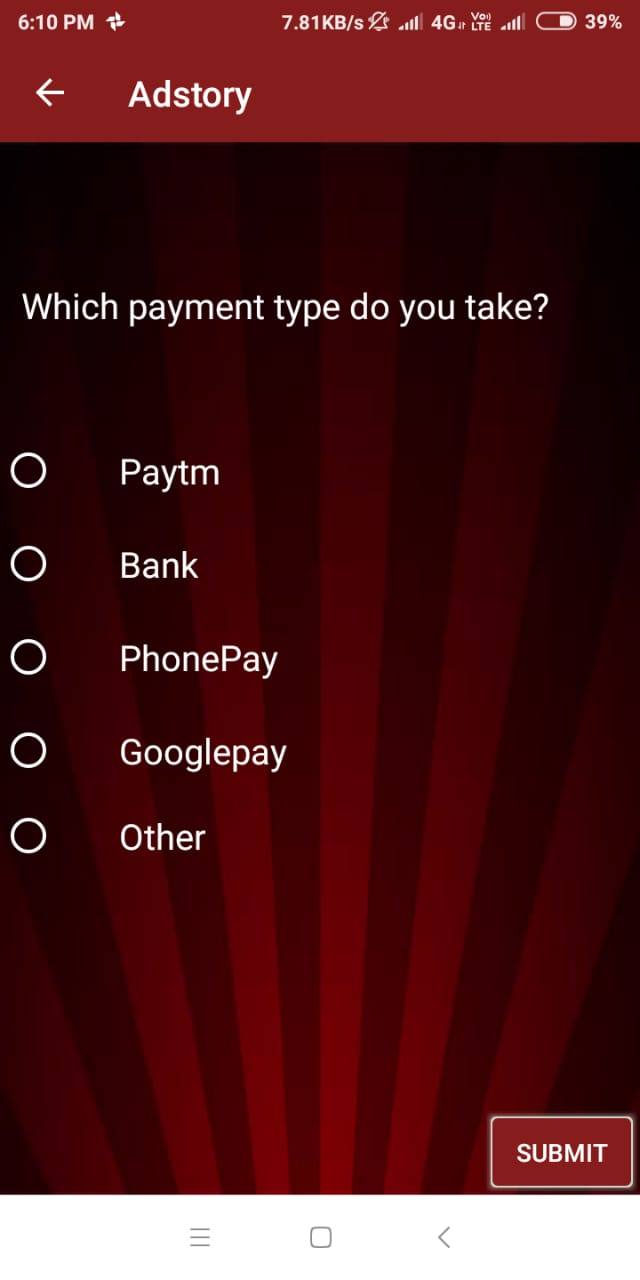 6:10 PM 7.81KB/s 4G VoLTE 39%
Adstory
Which payment type do you take?
Paytm
Bank
PhonePay
Googlepay
Other
SUBMIT